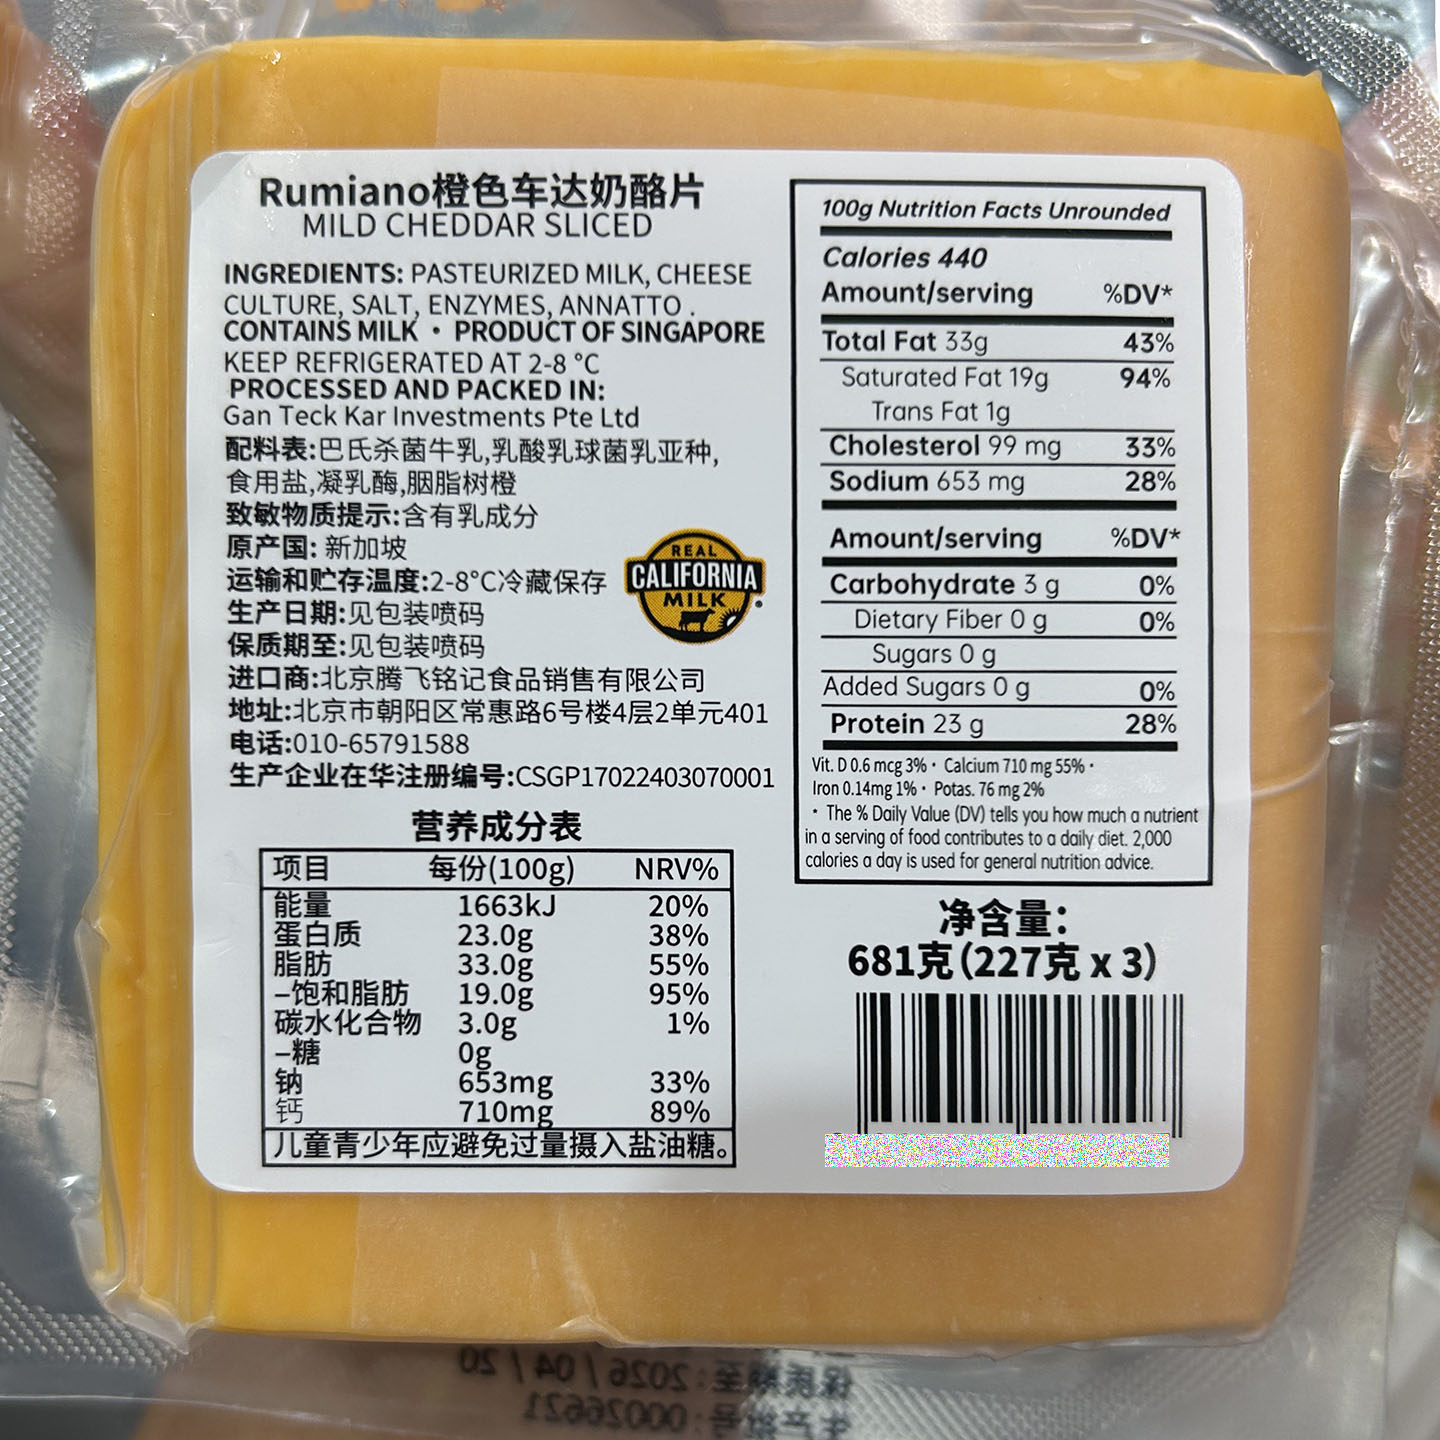 Rumiano橙色车达奶酪片
MILD CHEDDAR SLICED
INGREDIENTS: PASTEURIZED MILK, CHEESE
CULTURE, SALT, ENZYMES, ANNATTO .
CONTAINS MILK • PRODUCT OF SINGAPORE
KEEP REFRIGERATED AT 2-8 °C
PROCESSED AND PACKED IN:
Gan Teck Kar Investments Pte Ltd
配料表:巴氏杀菌牛乳,乳酸乳球菌乳亚种,
食用盐,凝乳酶,胭脂树橙
致敏物质提示:含有乳成分
原产国: 新加坡
运输和贮存温度:2-8°C冷藏保存
生产日期:见包装喷码
保质期至:见包装喷码
进口商:北京腾飞铭记食品销售有限公司
地址:北京市朝阳区常惠路6号楼4层2单元401
电话:010-65791588
生产企业在华注册编号:CSGP17022403070001
REAL
CALIFORNIA
MILK
营养成分表
项目 每份(100g) NRV%
能量 1663kJ 20%
蛋白质 23.0g 38%
脂肪 33.0g 55%
–饱和脂肪 19.0g 95%
碳水化合物 3.0g 1%
–糖 0g
钠 653mg 33%
钙 710mg 89%
儿童青少年应避免过量摄入盐油糖。
100g Nutrition Facts Unrounded
Calories 440
Amount/serving %DV*
Total Fat 33g 43%
Saturated Fat 19g 94%
Trans Fat 1g
Cholesterol 99 mg 33%
Sodium 653 mg 28%
Amount/serving %DV*
Carbohydrate 3 g 0%
Dietary Fiber 0 g 0%
Sugars 0 g
Added Sugars 0 g 0%
Protein 23 g 28%
Vit. D 0.6 mcg 3% • Calcium 710 mg 55% •
Iron 0.14mg 1% • Potas. 76 mg 2%
* The % Daily Value (DV) tells you how much a nutrient
in a serving of food contributes to a daily diet. 2,000
calories a day is used for general nutrition advice.
净含量：
681克(227克 x 3)
保质期至：2026 / 04 / 20
生产批号：00026621